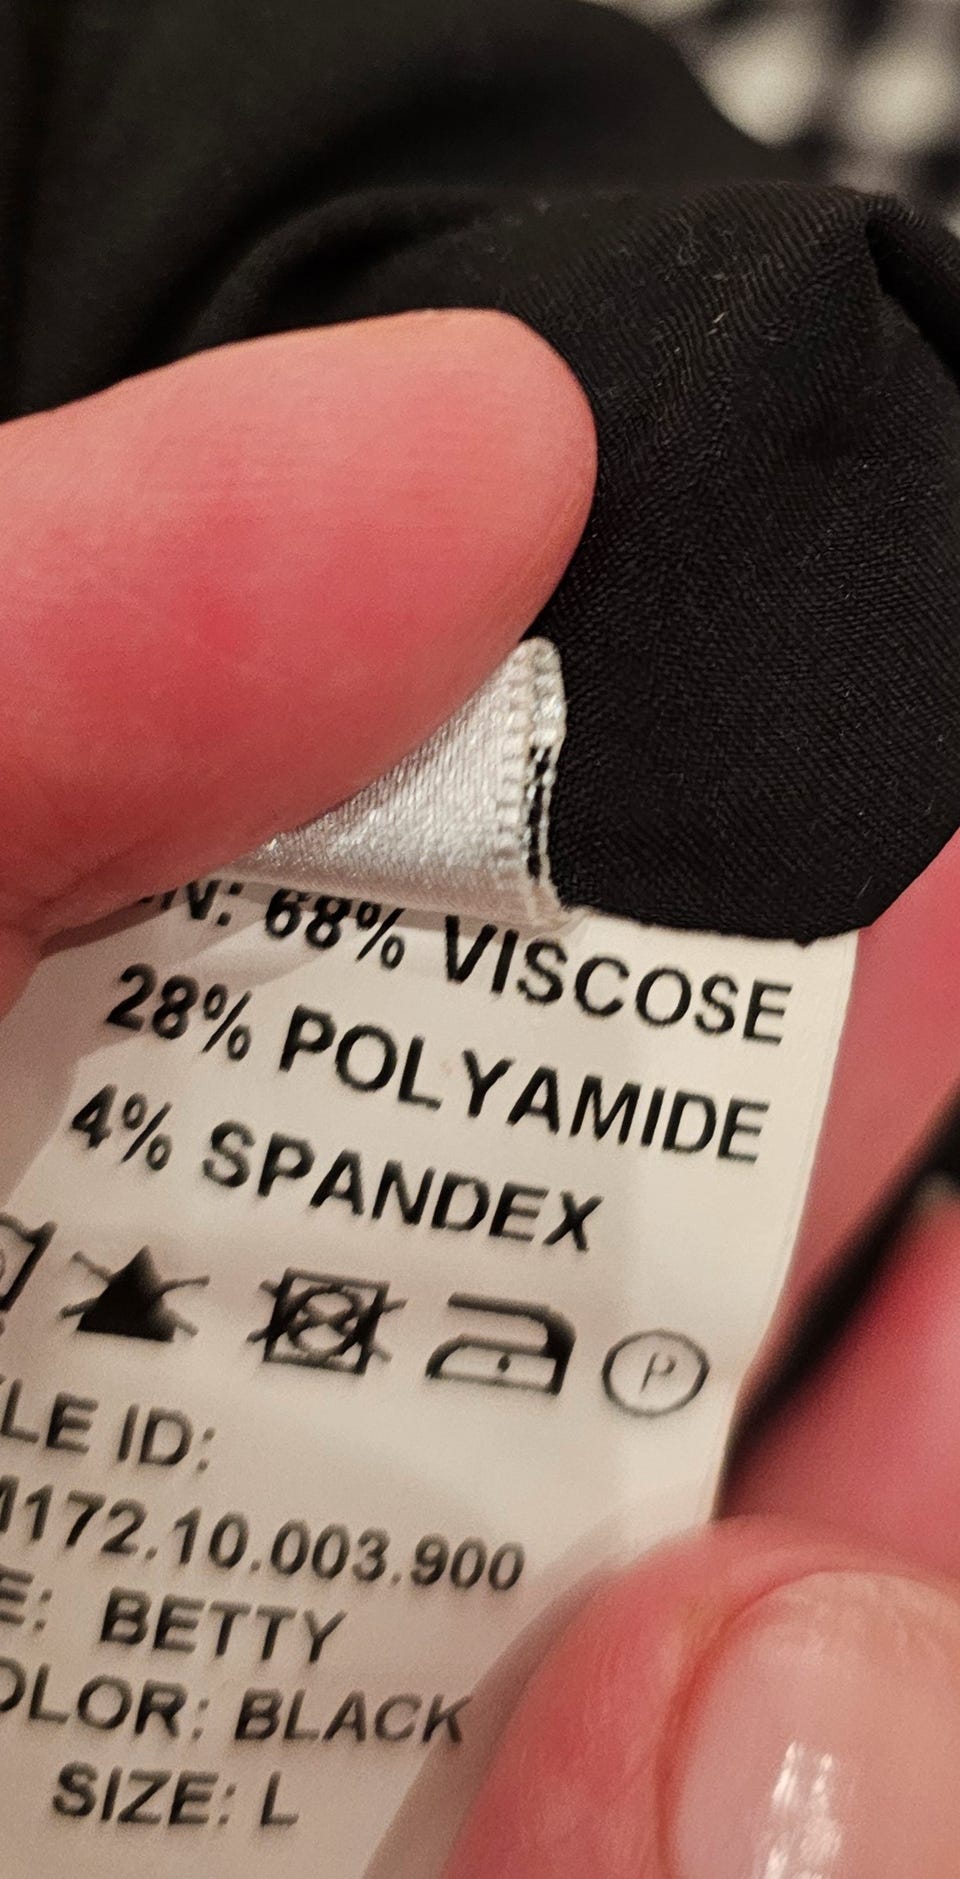 N: 68% VISCOSE
28% POLYAMIDE
4% SPANDEX
P
LE ID:
172.10.003.900
E: BETTY
OLOR: BLACK
SIZE: L